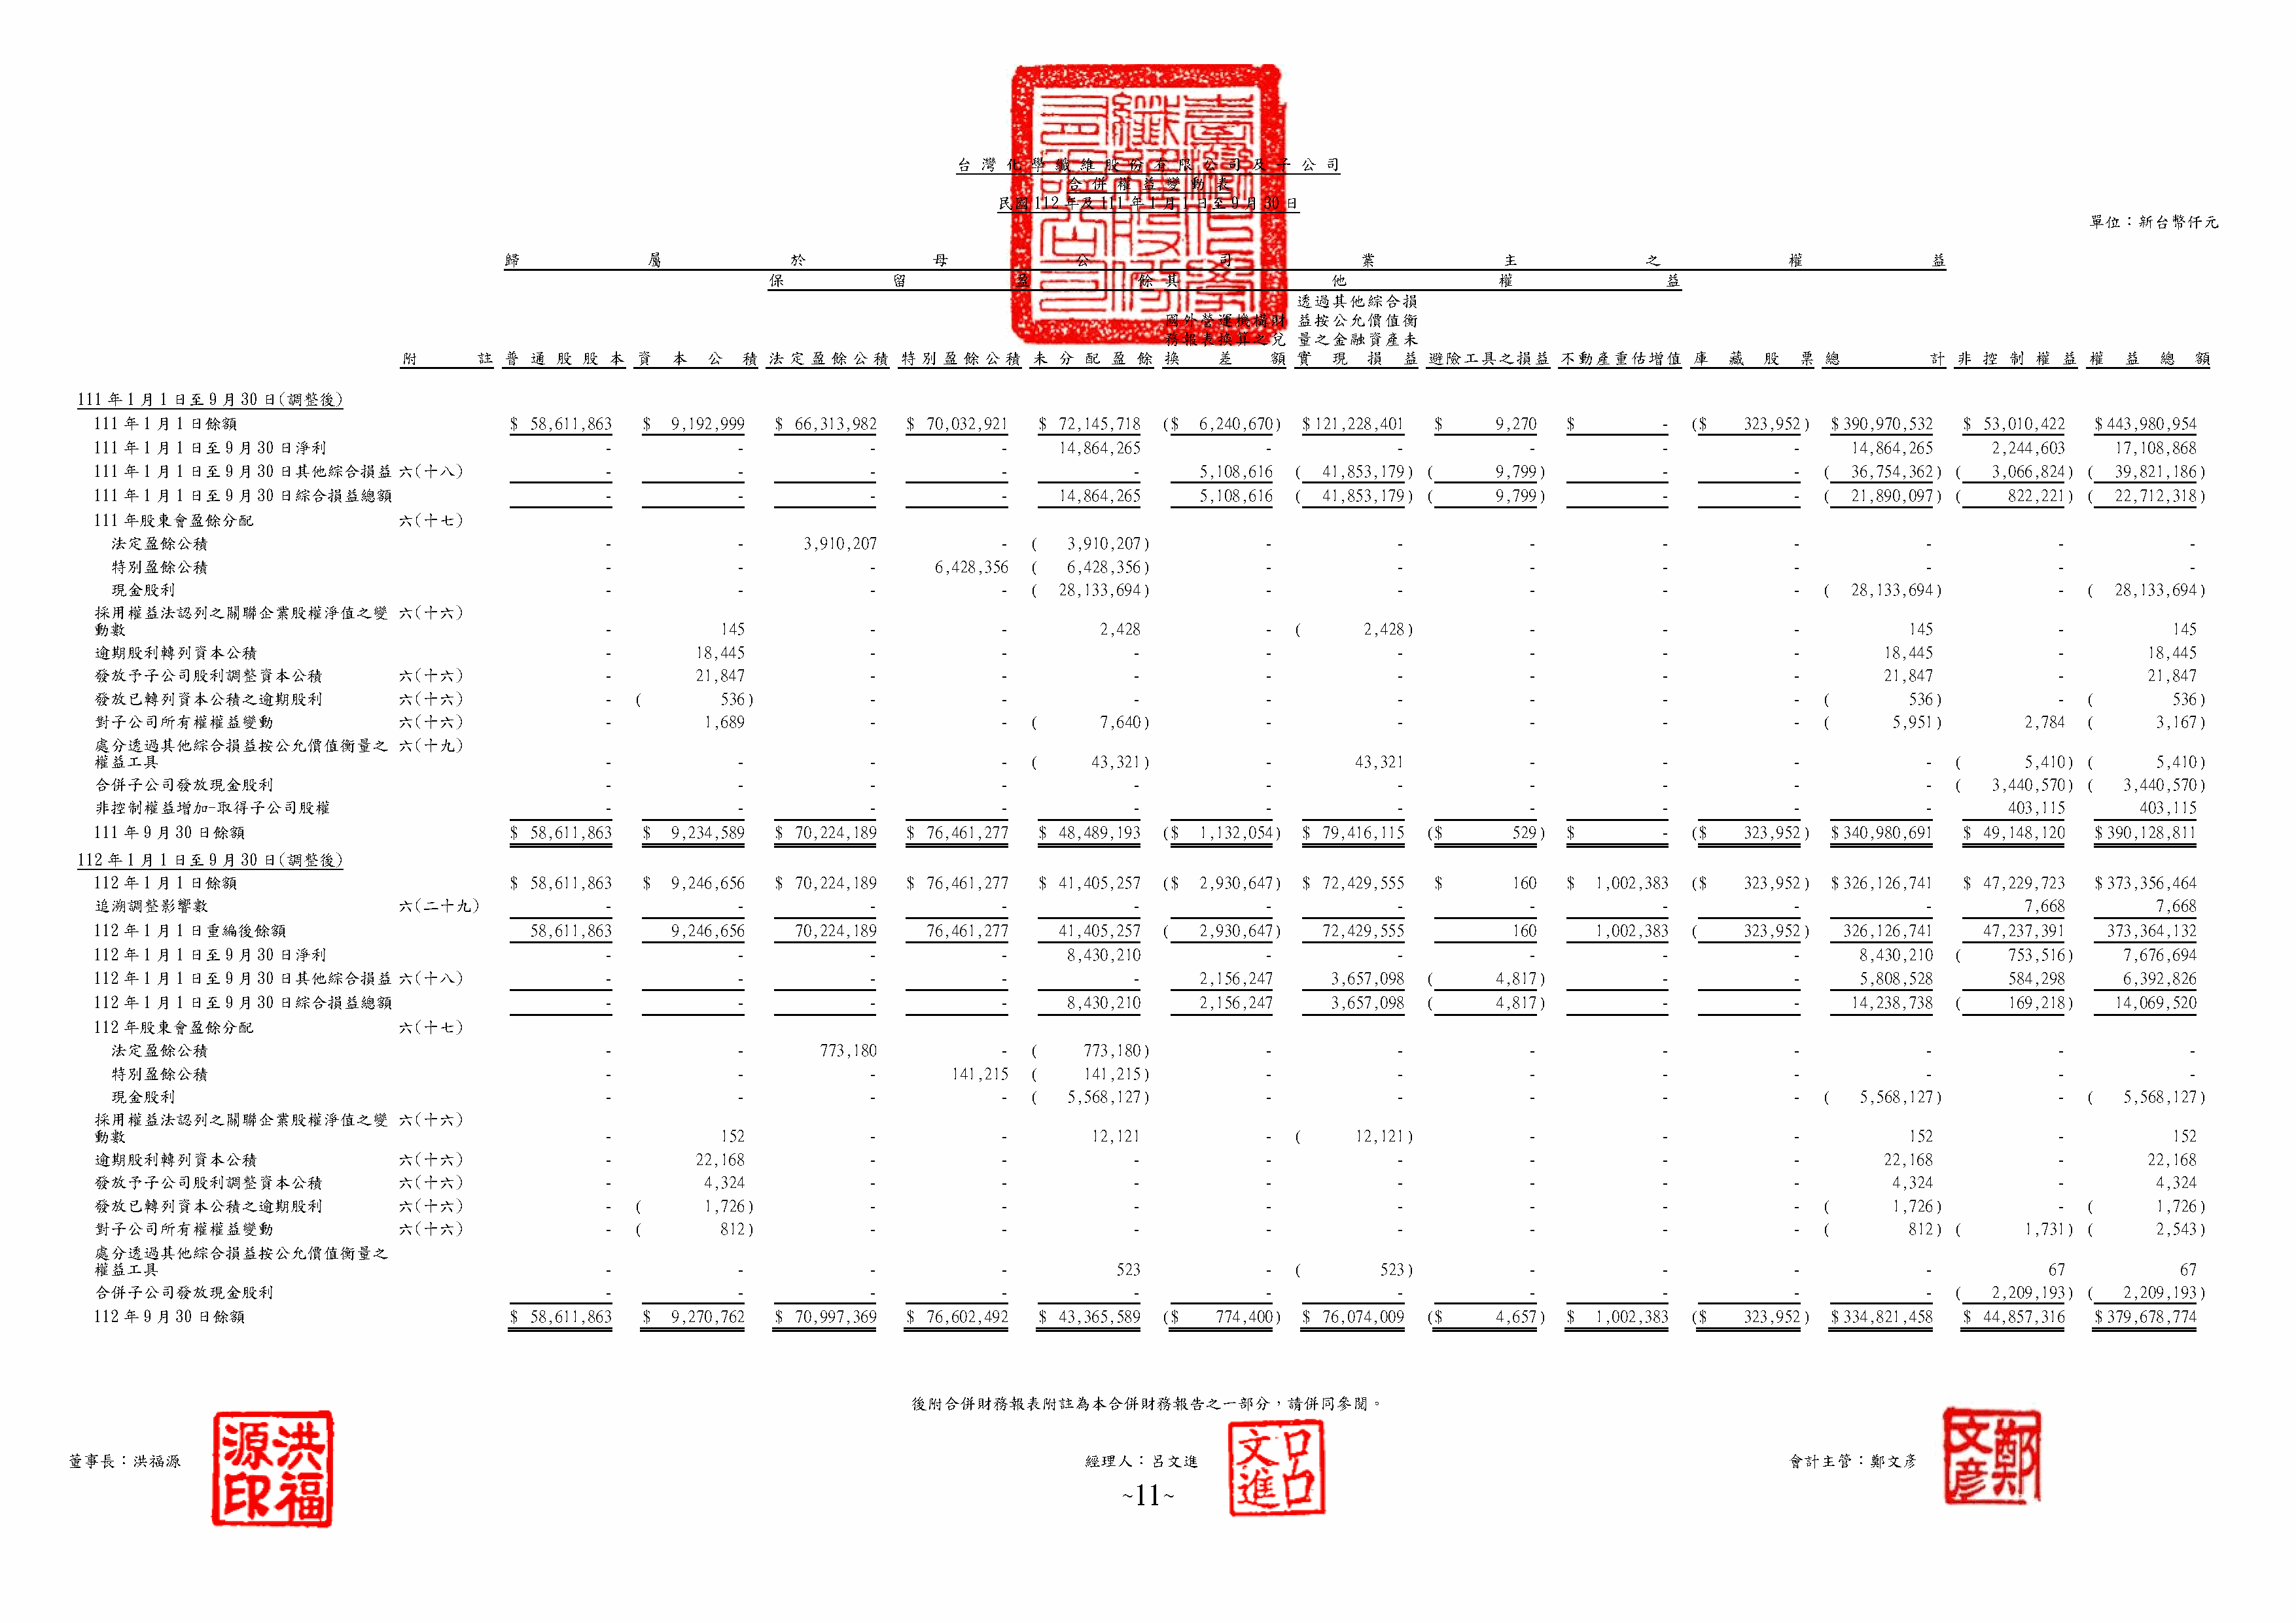 台灣化學纖維股份有限公司及子公司
合併權益變動表
民國112年及111年1月1日至9月30日
單位：新台幣仟元
歸屬於母公司業主之權益
保留盈餘 其他權益
透過其他綜合損
國外營運機構財 益按公允價值衡
務報表換算之兌 量之金融資產未
附註 普通股股本 資本公積 法定盈餘公積 特別盈餘公積 未分配盈餘 換差額 實現損益 避險工具之損益 不動產重估增值 庫藏股票 總計 非控制權益 權益總額
111年1月1日至9月30日(調整後)
111年1月1日餘額 $ 58,611,863 $ 9,192,999 $ 66,313,982 $ 70,032,921 $ 72,145,718 ($ 6,240,670) $121,228,401 $ 9,270 $ - ($ 323,952) $390,970,532 $ 53,010,422 $443,980,954
111年1月1日至9月30日淨利 - - - - 14,864,265 - - - - - 14,864,265 2,244,603 17,108,868
111年1月1日至9月30日其他綜合損益 六(十八) - - - - - 5,108,616 ( 41,853,179) ( 9,799) - - ( 36,754,362) ( 3,066,824) ( 39,821,186)
111年1月1日至9月30日綜合損益總額 - - - - 14,864,265 5,108,616 ( 41,853,179) ( 9,799) - - ( 21,890,097) ( 822,221) ( 22,712,318)
111年股東會盈餘分配 六(十七)
法定盈餘公積 - - 3,910,207 - ( 3,910,207) - - - - - - - -
特別盈餘公積 - - - 6,428,356 ( 6,428,356) - - - - - - - -
現金股利 - - - - ( 28,133,694) - - - - - ( 28,133,694) - ( 28,133,694)
採用權益法認列之關聯企業股權淨值之變 六(十六)
動數 - 145 - - 2,428 - ( 2,428) - - - 145 - 145
逾期股利轉列資本公積 - 18,445 - - - - - - - - 18,445 - 18,445
發放予子公司股利調整資本公積 六(十六) - 21,847 - - - - - - - - 21,847 - 21,847
發放已轉列資本公積之逾期股利 六(十六) - ( 536) - - - - - - - - ( 536) - ( 536)
對子公司所有權權益變動 六(十六) - 1,689 - - ( 7,640) - - - - - ( 5,951) 2,784 ( 3,167)
處分透過其他綜合損益按公允價值衡量之 六(十九)
權益工具 - - - - ( 43,321) - 43,321 - - - - ( 5,410) ( 5,410)
合併子公司發放現金股利 - - - - - - - - - - - ( 3,440,570) ( 3,440,570)
非控制權益增加-取得子公司股權 - - - - - - - - - - - 403,115 403,115
111年9月30日餘額 $ 58,611,863 $ 9,234,589 $ 70,224,189 $ 76,461,277 $ 48,489,193 ($ 1,132,054) $ 79,416,115 ($ 529) $ - ($ 323,952) $340,980,691 $ 49,148,120 $390,128,811
112年1月1日至9月30日(調整後)
112年1月1日餘額 $ 58,611,863 $ 9,246,656 $ 70,224,189 $ 76,461,277 $ 41,405,257 ($ 2,930,647) $ 72,429,555 $ 160 $ 1,002,383 ($ 323,952) $326,126,741 $ 47,229,723 $373,356,464
追溯調整影響數 六(二十九) - - - - - - - - - - - 7,668 7,668
112年1月1日重編後餘額 58,611,863 9,246,656 70,224,189 76,461,277 41,405,257 ( 2,930,647) 72,429,555 160 1,002,383 ( 323,952) 326,126,741 47,237,391 373,364,132
112年1月1日至9月30日淨利 - - - - 8,430,210 - - - - - 8,430,210 ( 753,516) 7,676,694
112年1月1日至9月30日其他綜合損益 六(十八) - - - - - 2,156,247 3,657,098 ( 4,817) - - 5,808,528 584,298 6,392,826
112年1月1日至9月30日綜合損益總額 - - - - 8,430,210 2,156,247 3,657,098 ( 4,817) - - 14,238,738 ( 169,218) 14,069,520
112年股東會盈餘分配 六(十七)
法定盈餘公積 - - 773,180 - ( 773,180) - - - - - - - -
特別盈餘公積 - - - 141,215 ( 141,215) - - - - - - - -
現金股利 - - - - ( 5,568,127) - - - - - ( 5,568,127) - ( 5,568,127)
採用權益法認列之關聯企業股權淨值之變 六(十六)
動數 - 152 - - 12,121 - ( 12,121) - - - 152 - 152
逾期股利轉列資本公積 六(十六) - 22,168 - - - - - - - - 22,168 - 22,168
發放予子公司股利調整資本公積 六(十六) - 4,324 - - - - - - - - 4,324 - 4,324
發放已轉列資本公積之逾期股利 六(十六) - ( 1,726) - - - - - - - - ( 1,726) - ( 1,726)
對子公司所有權權益變動 六(十六) - ( 812) - - - - - - - - ( 812) ( 1,731) ( 2,543)
處分透過其他綜合損益按公允價值衡量之
權益工具 - - - - 523 - ( 523) - - - - 67 67
合併子公司發放現金股利 - - - - - - - - - - - ( 2,209,193) ( 2,209,193)
112年9月30日餘額 $ 58,611,863 $ 9,270,762 $ 70,997,369 $ 76,602,492 $ 43,365,589 ($ 774,400) $ 76,074,009 ($ 4,657) $ 1,002,383 ($ 323,952) $334,821,458 $ 44,857,316 $379,678,774
後附合併財務報表附註為本合併財務報告之一部分，請併同參閱。
董事長：洪福源 洪福源印 經理人：呂文進 呂文進 會計主管：鄭文彥 鄭文彥
~11~